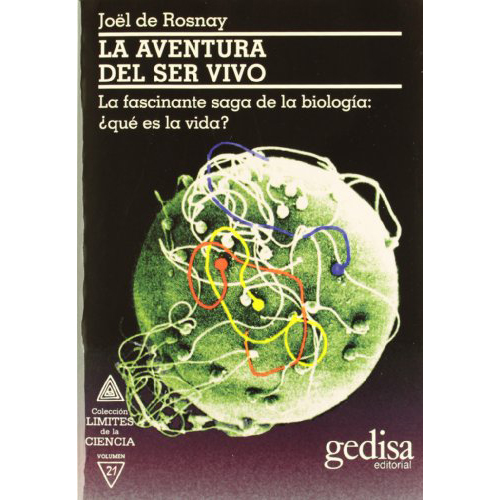 Joël de Rosnay
LA AVENTURA
DEL SER VIVO
La fascinante saga de la biología:
¿qué es la vida?
Colección
LIMITES
de la
CIENCIA
VOLUMEN
21
gedisa
editorial